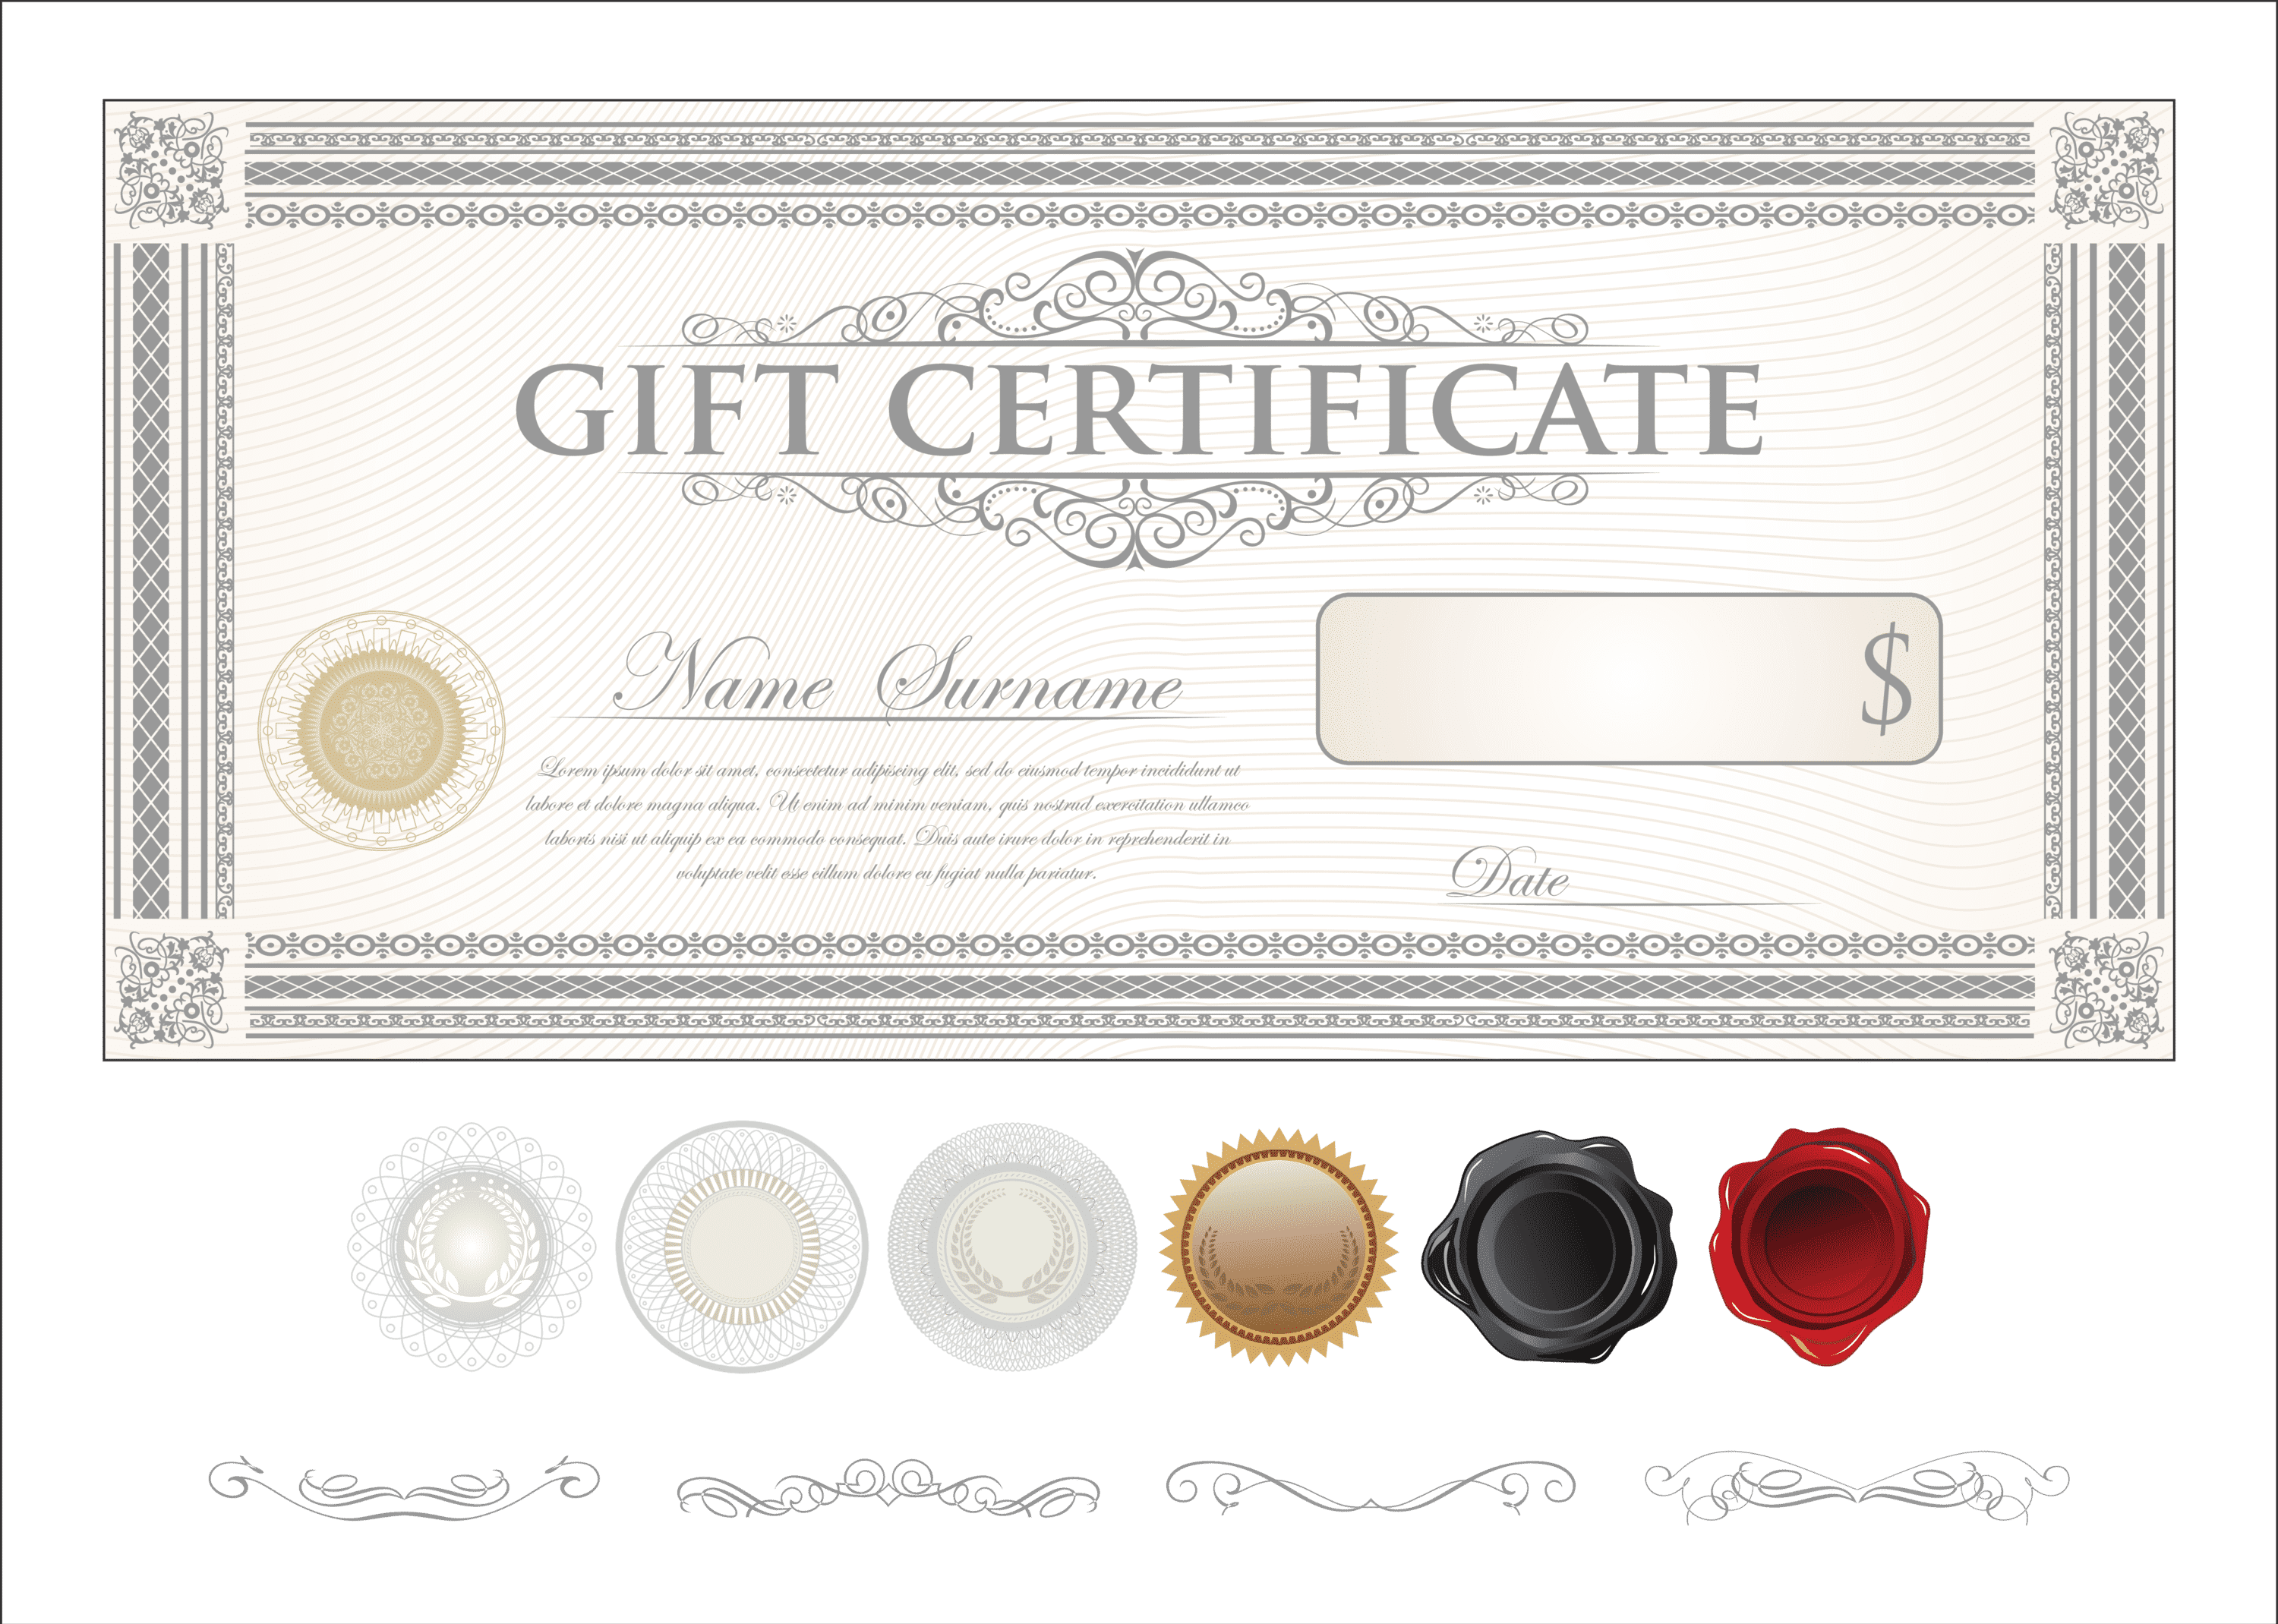 GIFT CERTIFICATE
Name Surname
$
Lorem ipsum dolor sit amet, consectetur adipiscing elit, sed do eiusmod tempor incididunt ut
labore et dolore magna aliqua. Ut enim ad minim veniam, quis nostrud exercitation ullamco
laboris nisi ut aliquip ex ea commodo consequat. Duis aute irure dolor in reprehenderit in
voluptate velit esse cillum dolore eu fugiat nulla pariatur.
Date